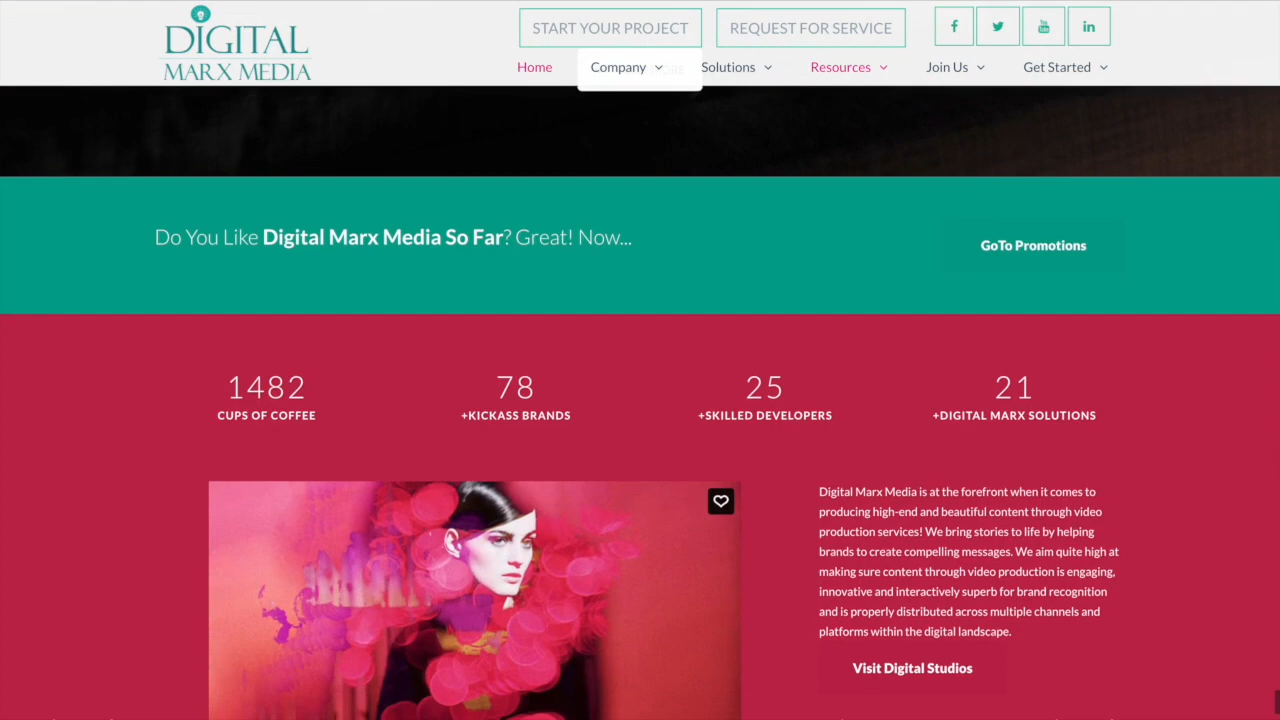 DIGITAL
MARX MEDIA
START YOUR PROJECT
REQUEST FOR SERVICE
Home
Company
Solutions
Resources
Join Us
Get Started
Do You Like Digital Marx Media So Far? Great! Now...
GoTo Promotions
1482
CUPS OF COFFEE
78
+KICKASS BRANDS
25
+SKILLED DEVELOPERS
21
+DIGITAL MARX SOLUTIONS
Digital Marx Media is at the forefront when it comes to
producing high-end and beautiful content through video
production services! We bring stories to life by helping
brands to create compelling messages. We aim quite high at
making sure content through video production is engaging,
innovative and interactively superb for brand recognition
and is properly distributed across multiple channels and
platforms within the digital landscape.
Visit Digital Studios